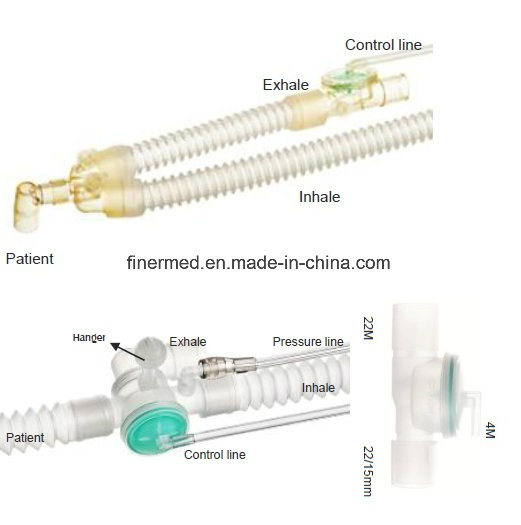 Control line
Exhale
Inhale
Patient
finermed.en.made-in-china.com
Hanger
Exhale
Pressure line
Inhale
Patient
Control line
22M
4M
22/15mm